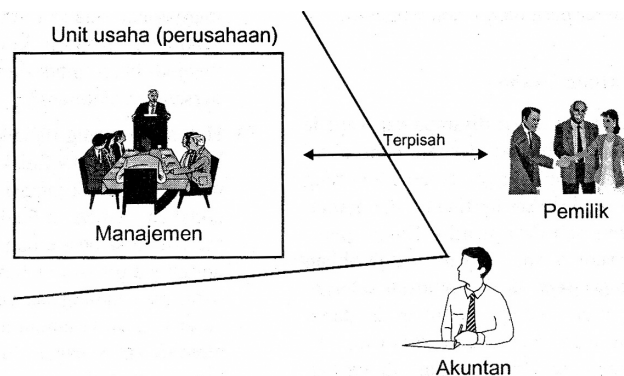 Unit usaha (perusahaan)
Terpisah
Manajemen
Pemilik
Akuntan